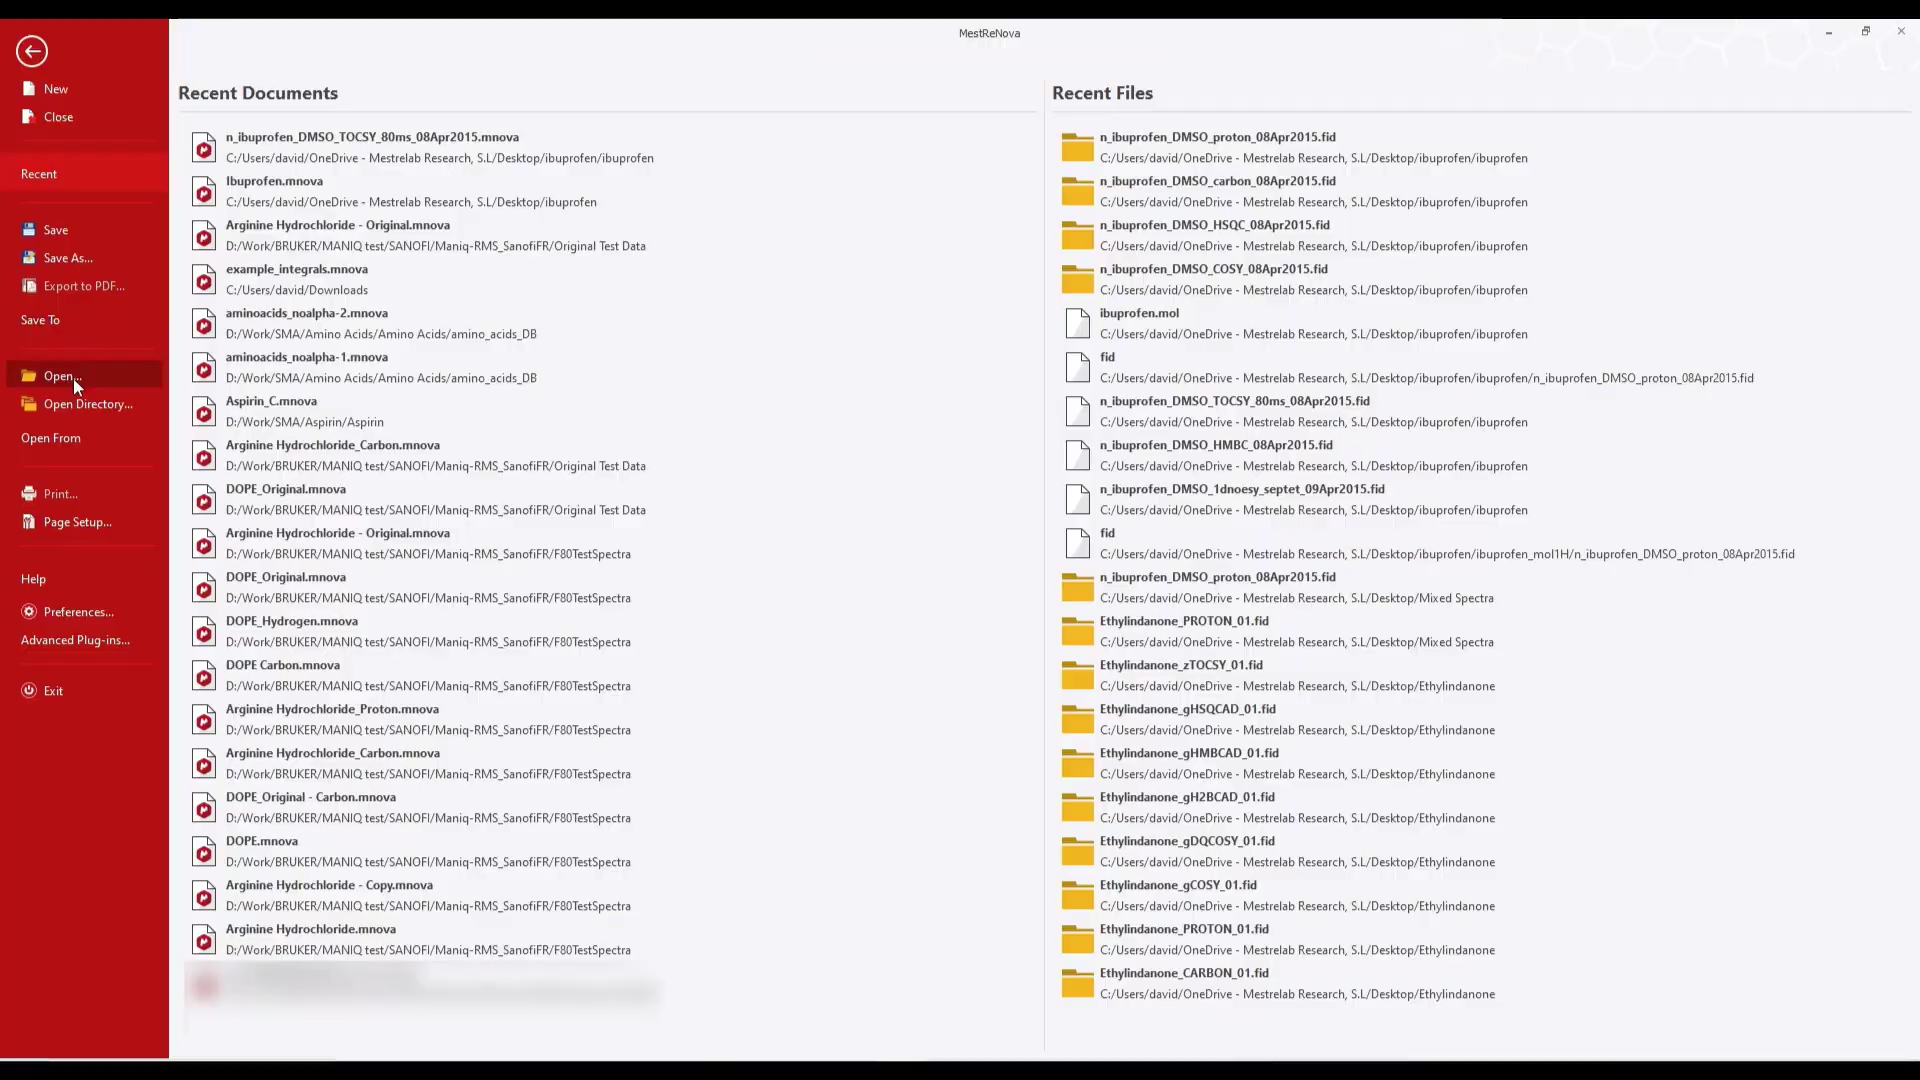 MestReNova
New
Close
Recent
Save
Save As...
Export to PDF...
Save To
Open...
Open Directory...
Open From
Print...
Page Setup...
Help
Preferences...
Advanced Plug-ins...
Exit
Recent Documents
n_ibuprofen_DMSO_TOCSY_80ms_08Apr2015.mnova
C:/Users/david/OneDrive - Mestrelab Research, S.L/Desktop/ibuprofen/ibuprofen
Ibuprofen.mnova
C:/Users/david/OneDrive - Mestrelab Research, S.L/Desktop/ibuprofen
Arginine Hydrochloride - Original.mnova
D:/Work/BRUKER/MANIQ test/SANOFI/Maniq-RMS_SanofiFR/Original Test Data
example_integrals.mnova
C:/Users/david/Downloads
aminoacids_noalpha-2.mnova
D:/Work/SMA/Amino Acids/Amino Acids/amino_acids_DB
aminoacids_noalpha-1.mnova
D:/Work/SMA/Amino Acids/Amino Acids/amino_acids_DB
Aspirin_C.mnova
D:/Work/SMA/Aspirin/Aspirin
Arginine Hydrochloride_Carbon.mnova
D:/Work/BRUKER/MANIQ test/SANOFI/Maniq-RMS_SanofiFR/Original Test Data
DOPE_Original.mnova
D:/Work/BRUKER/MANIQ test/SANOFI/Maniq-RMS_SanofiFR/Original Test Data
Arginine Hydrochloride - Original.mnova
D:/Work/BRUKER/MANIQ test/SANOFI/Maniq-RMS_SanofiFR/F80TestSpectra
DOPE_Original.mnova
D:/Work/BRUKER/MANIQ test/SANOFI/Maniq-RMS_SanofiFR/F80TestSpectra
DOPE_Hydrogen.mnova
D:/Work/BRUKER/MANIQ test/SANOFI/Maniq-RMS_SanofiFR/F80TestSpectra
DOPE Carbon.mnova
D:/Work/BRUKER/MANIQ test/SANOFI/Maniq-RMS_SanofiFR/F80TestSpectra
Arginine Hydrochloride_Proton.mnova
D:/Work/BRUKER/MANIQ test/SANOFI/Maniq-RMS_SanofiFR/F80TestSpectra
Arginine Hydrochloride_Carbon.mnova
D:/Work/BRUKER/MANIQ test/SANOFI/Maniq-RMS_SanofiFR/F80TestSpectra
DOPE_Original - Carbon.mnova
D:/Work/BRUKER/MANIQ test/SANOFI/Maniq-RMS_SanofiFR/F80TestSpectra
DOPE.mnova
D:/Work/BRUKER/MANIQ test/SANOFI/Maniq-RMS_SanofiFR/F80TestSpectra
Arginine Hydrochloride - Copy.mnova
D:/Work/BRUKER/MANIQ test/SANOFI/Maniq-RMS_SanofiFR/F80TestSpectra
Arginine Hydrochloride.mnova
D:/Work/BRUKER/MANIQ test/SANOFI/Maniq-RMS_SanofiFR/F80TestSpectra
Recent Files
n_ibuprofen_DMSO_proton_08Apr2015.fid
C:/Users/david/OneDrive - Mestrelab Research, S.L/Desktop/ibuprofen/ibuprofen
n_ibuprofen_DMSO_carbon_08Apr2015.fid
C:/Users/david/OneDrive - Mestrelab Research, S.L/Desktop/ibuprofen/ibuprofen
n_ibuprofen_DMSO_HSQC_08Apr2015.fid
C:/Users/david/OneDrive - Mestrelab Research, S.L/Desktop/ibuprofen/ibuprofen
n_ibuprofen_DMSO_COSY_08Apr2015.fid
C:/Users/david/OneDrive - Mestrelab Research, S.L/Desktop/ibuprofen/ibuprofen
ibuprofen.mol
C:/Users/david/OneDrive - Mestrelab Research, S.L/Desktop/ibuprofen/ibuprofen
fid
C:/Users/david/OneDrive - Mestrelab Research, S.L/Desktop/ibuprofen/ibuprofen/n_ibuprofen_DMSO_proton_08Apr2015.fid
n_ibuprofen_DMSO_TOCSY_80ms_08Apr2015.fid
C:/Users/david/OneDrive - Mestrelab Research, S.L/Desktop/ibuprofen/ibuprofen
n_ibuprofen_DMSO_HMBC_08Apr2015.fid
C:/Users/david/OneDrive - Mestrelab Research, S.L/Desktop/ibuprofen/ibuprofen
n_ibuprofen_DMSO_1dnoesy_septet_09Apr2015.fid
C:/Users/david/OneDrive - Mestrelab Research, S.L/Desktop/ibuprofen/ibuprofen
fid
C:/Users/david/OneDrive - Mestrelab Research, S.L/Desktop/ibuprofen/ibuprofen_mol1H/n_ibuprofen_DMSO_proton_08Apr2015.fid
n_ibuprofen_DMSO_proton_08Apr2015.fid
C:/Users/david/OneDrive - Mestrelab Research, S.L/Desktop/Mixed Spectra
Ethylindanone_PROTON_01.fid
C:/Users/david/OneDrive - Mestrelab Research, S.L/Desktop/Mixed Spectra
Ethylindanone_zTOCSY_01.fid
C:/Users/david/OneDrive - Mestrelab Research, S.L/Desktop/Ethylindanone
Ethylindanone_gHSQCAD_01.fid
C:/Users/david/OneDrive - Mestrelab Research, S.L/Desktop/Ethylindanone
Ethylindanone_gHMBCAD_01.fid
C:/Users/david/OneDrive - Mestrelab Research, S.L/Desktop/Ethylindanone
Ethylindanone_gH2BCAD_01.fid
C:/Users/david/OneDrive - Mestrelab Research, S.L/Desktop/Ethylindanone
Ethylindanone_gDQCOSY_01.fid
C:/Users/david/OneDrive - Mestrelab Research, S.L/Desktop/Ethylindanone
Ethylindanone_gCOSY_01.fid
C:/Users/david/OneDrive - Mestrelab Research, S.L/Desktop/Ethylindanone
Ethylindanone_PROTON_01.fid
C:/Users/david/OneDrive - Mestrelab Research, S.L/Desktop/Ethylindanone
Ethylindanone_CARBON_01.fid
C:/Users/david/OneDrive - Mestrelab Research, S.L/Desktop/Ethylindanone